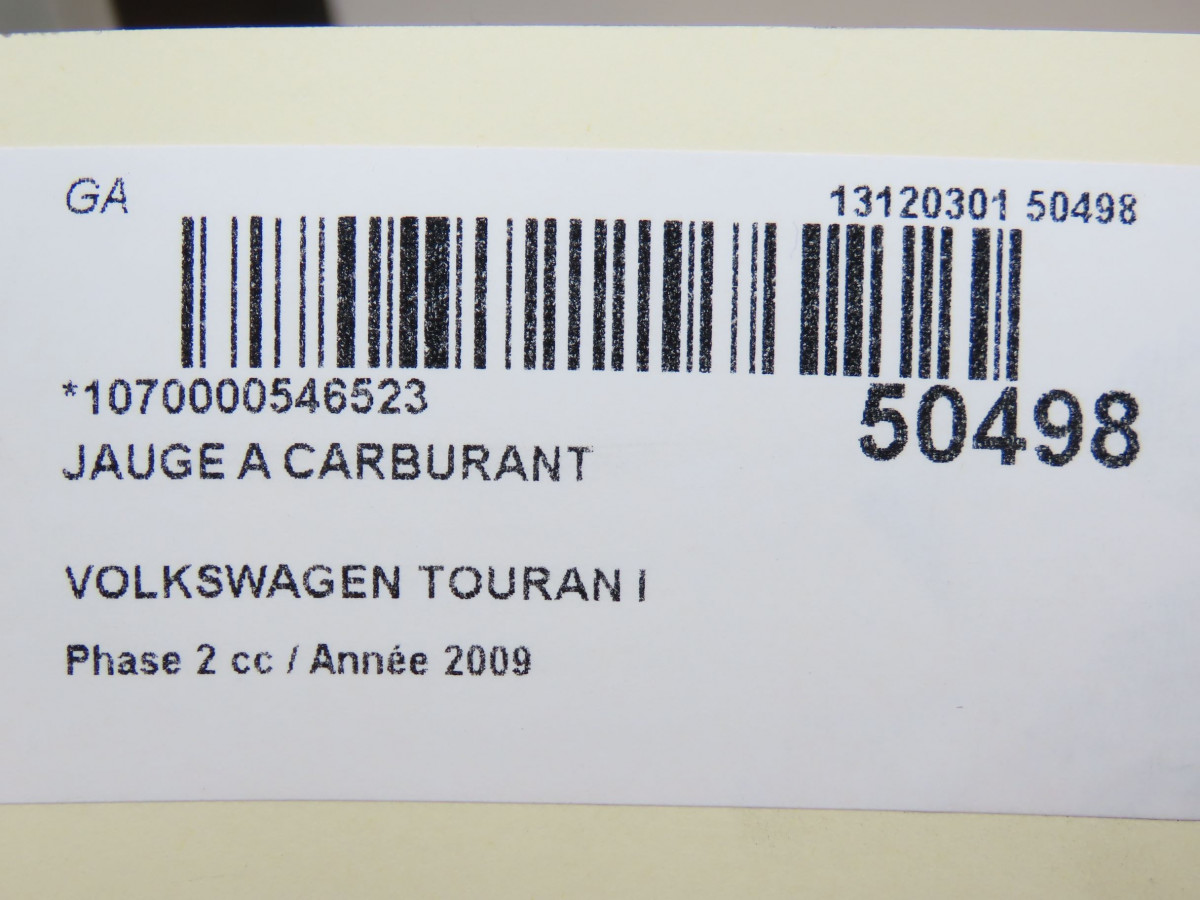 GA
13120301 50498
*1070000546523
50498
JAUGE A CARBURANT
VOLKSWAGEN TOURAN I
Phase 2 cc / Année 2009